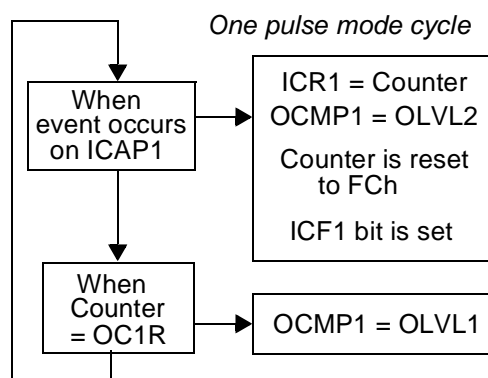 One pulse mode cycle
When
event occurs
on ICAP1
ICR1 = Counter
OCMP1 = OLVL2
Counter is reset
to FCh
ICF1 bit is set
When
Counter
= OC1R
OCMP1 = OLVL1